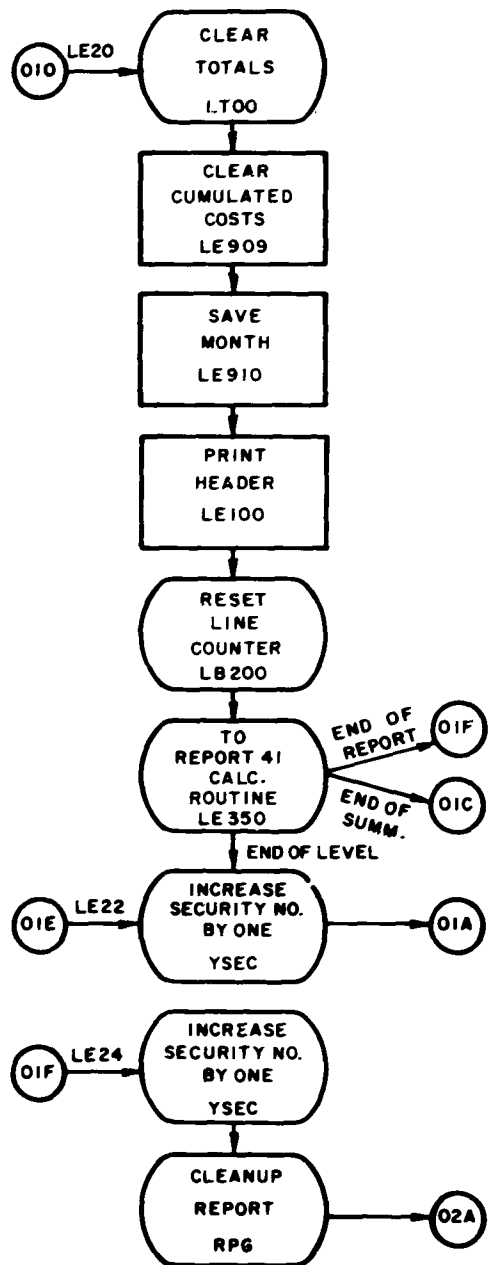 LE20
010
CLEAR
TOTALS
LT00
CLEAR
CUMULATED
COSTS
LE909
SAVE
MONTH
LE910
PRINT
HEADER
LE100
RESET
LINE
COUNTER
LB200
TO
REPORT 41
CALC.
ROUTINE
LE350
END OF
REPORT
01F
END OF
SUMM.
01C
END OF LEVEL
01E
LE22
INCREASE
SECURITY NO.
BY ONE
YSEC
01A
01F
LE24
INCREASE
SECURITY NO.
BY ONE
YSEC
CLEANUP
REPORT
RPG
02A